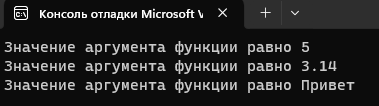 Консоль отладки Microsoft V
Значение аргумента функции равно 5
Значение аргумента функции равно 3.14
Значение аргумента функции равно Привет